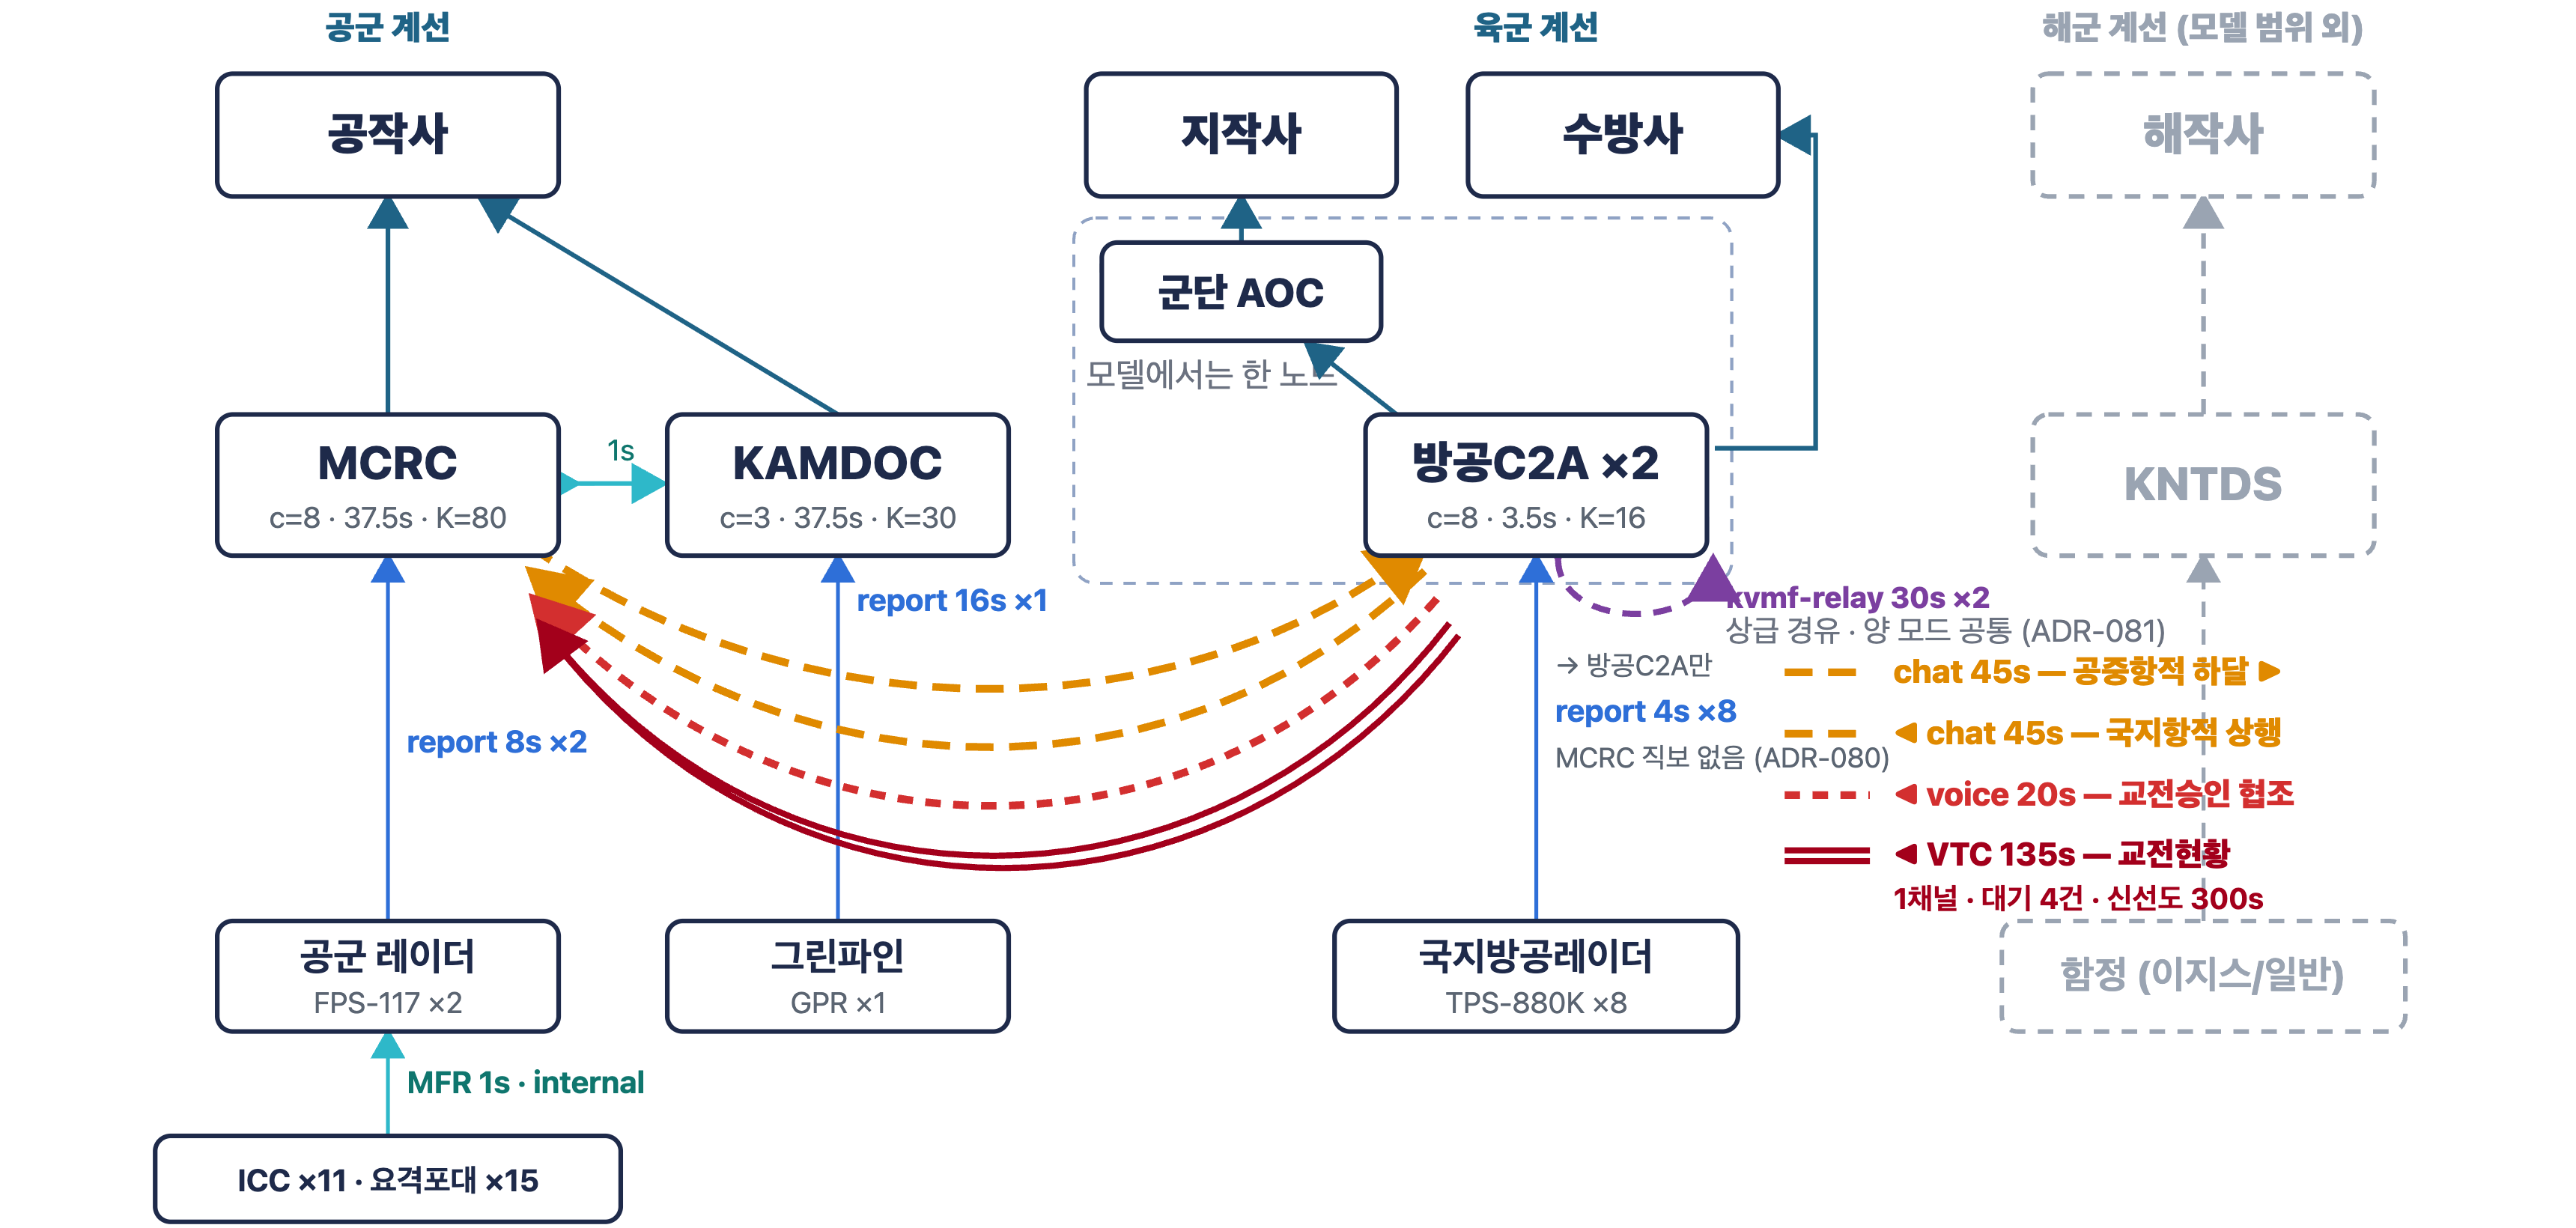 공군 계선
육군 계선
해군 계선 (모델 범위 외)
공작사
지작사
수방사
해작사
군단 AOC
모델에서는 한 노드
MCRC
c=8 · 37.5s · K=80
1s
KAMDOC
c=3 · 37.5s · K=30
방공C2A ×2
c=8 · 3.5s · K=16
KNTDS
report 16s ×1
kvmf-relay 30s ×2
상급 경유 · 양 모드 공통 (ADR-081)
→ 방공C2A만
chat 45s — 공중항적 하달 ▶
report 4s ×8
report 8s ×2
◀ chat 45s — 국지항적 상행
MCRC 직보 없음 (ADR-080)
◀ voice 20s — 교전승인 협조
◀ VTC 135s — 교전현황
1채널 · 대기 4건 · 신선도 300s
공군 레이더
FPS-117 ×2
그린파인
GPR ×1
국지방공레이더
TPS-880K ×8
함정 (이지스/일반)
MFR 1s · internal
ICC ×11 · 요격포대 ×15